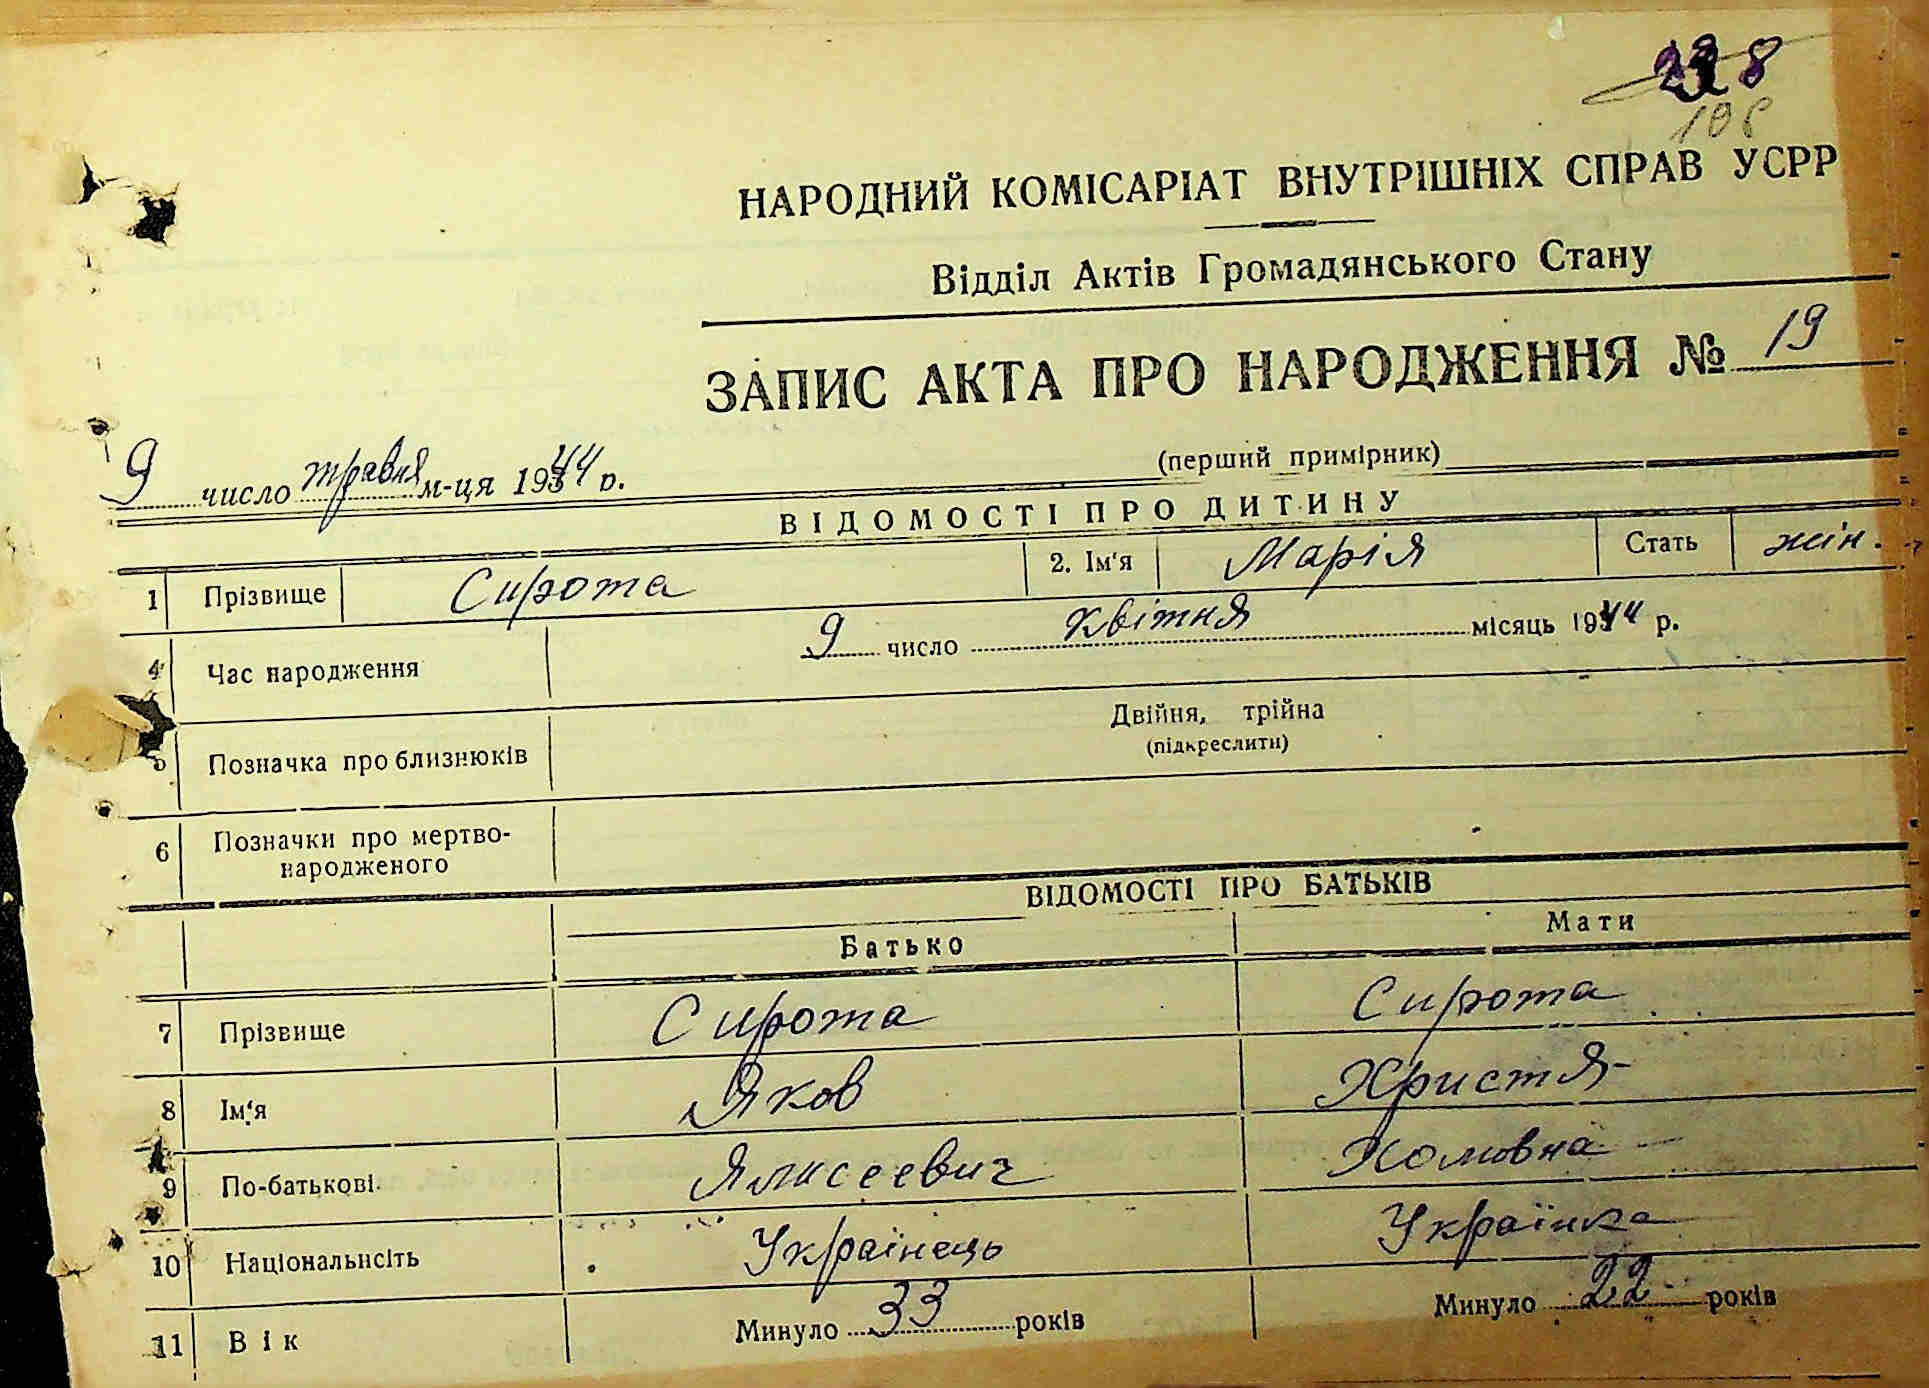 8
НАРОДНИЙ КОМІСАРІАТ ВНУТРІШНІХ СПРАВ УСРР
Відділ Актів Громадянського Стану
ЗАПИС АКТА ПРО НАРОДЖЕННЯ № 19
(перший примірник)
9 число травня м-ця 1944 р.
ВІДОМОСТІ ПРО ДИТИНУ
1 Прізвище Сирота 2. Ім'я Марія Стать жін.
4 Час народження 9 число квітня місяць 1944 р.
5 Позначка про близнюків Двійня, трійна
(підкреслити)
6 Позначки про мертво-
народженого
ВІДОМОСТІ ПРО БАТЬКІВ
Батько Мати
7 Прізвище Сирота Сирота
8 Ім'я Яков Христя
9 По-батькові Ялисеевич Хомовна
10 Національнсіть Українець Українка
11 Вік Минуло 33 років Минуло 22 років